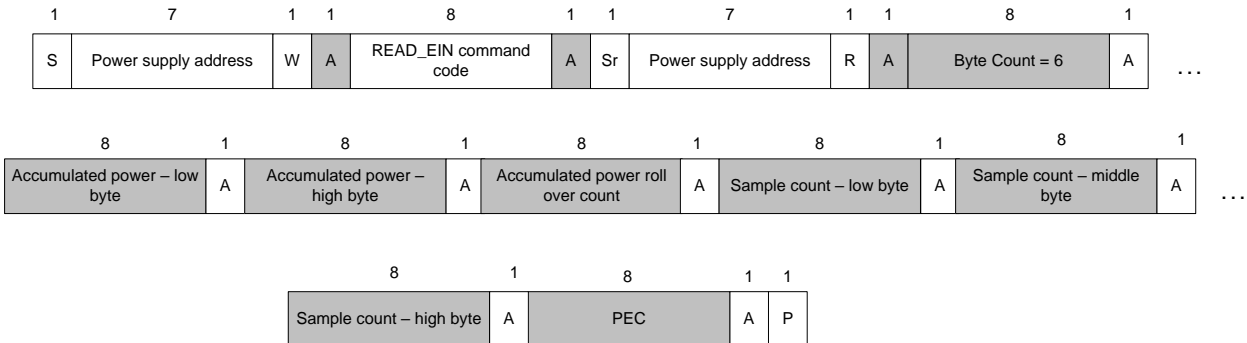 1 7 1 1 8 1 1 7 1 1 8 1
S Power supply address W A READ_EIN command code A Sr Power supply address R A Byte Count = 6 A ...
8 1 8 1 8 1 8 1 8 1
Accumulated power – low byte A Accumulated power – high byte A Accumulated power roll over count A Sample count – low byte A Sample count – middle byte A ...
8 1 8 1 1
Sample count – high byte A PEC A P